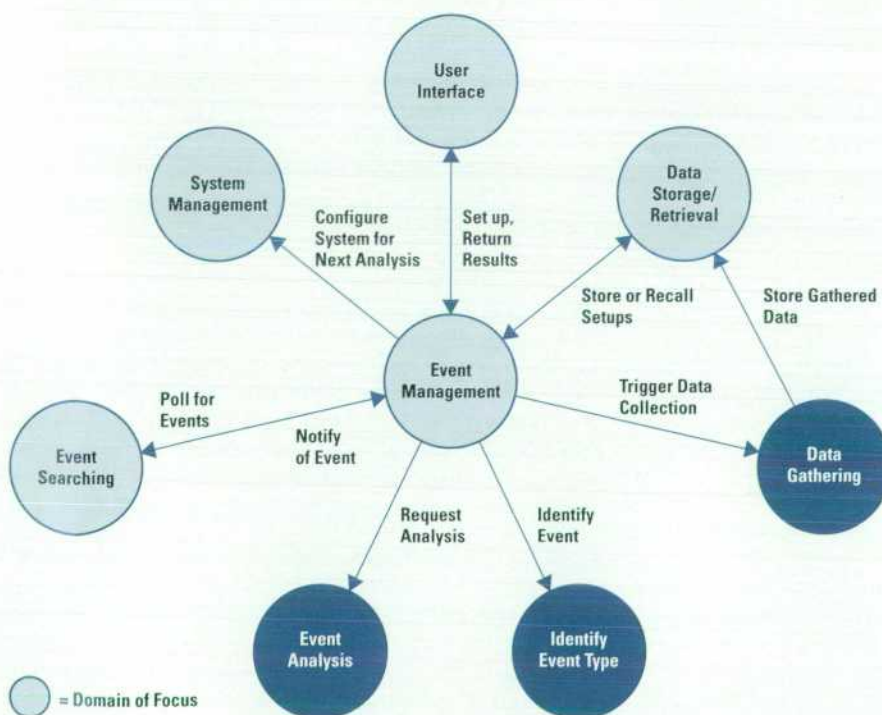 User
Interface
System
Management
Data
Storage/
Retrieval
Configure
System for
Next Analysis
Set up,
Return
Results
Store or Recall
Setups
Store Gathered
Data
Event
Management
Trigger Data
Collection
Poll for
Events
Notify
of Event
Event
Searching
Data
Gathering
Request
Analysis
Identify
Event
Event
Analysis
Identify
Event Type
= Domain of Focus